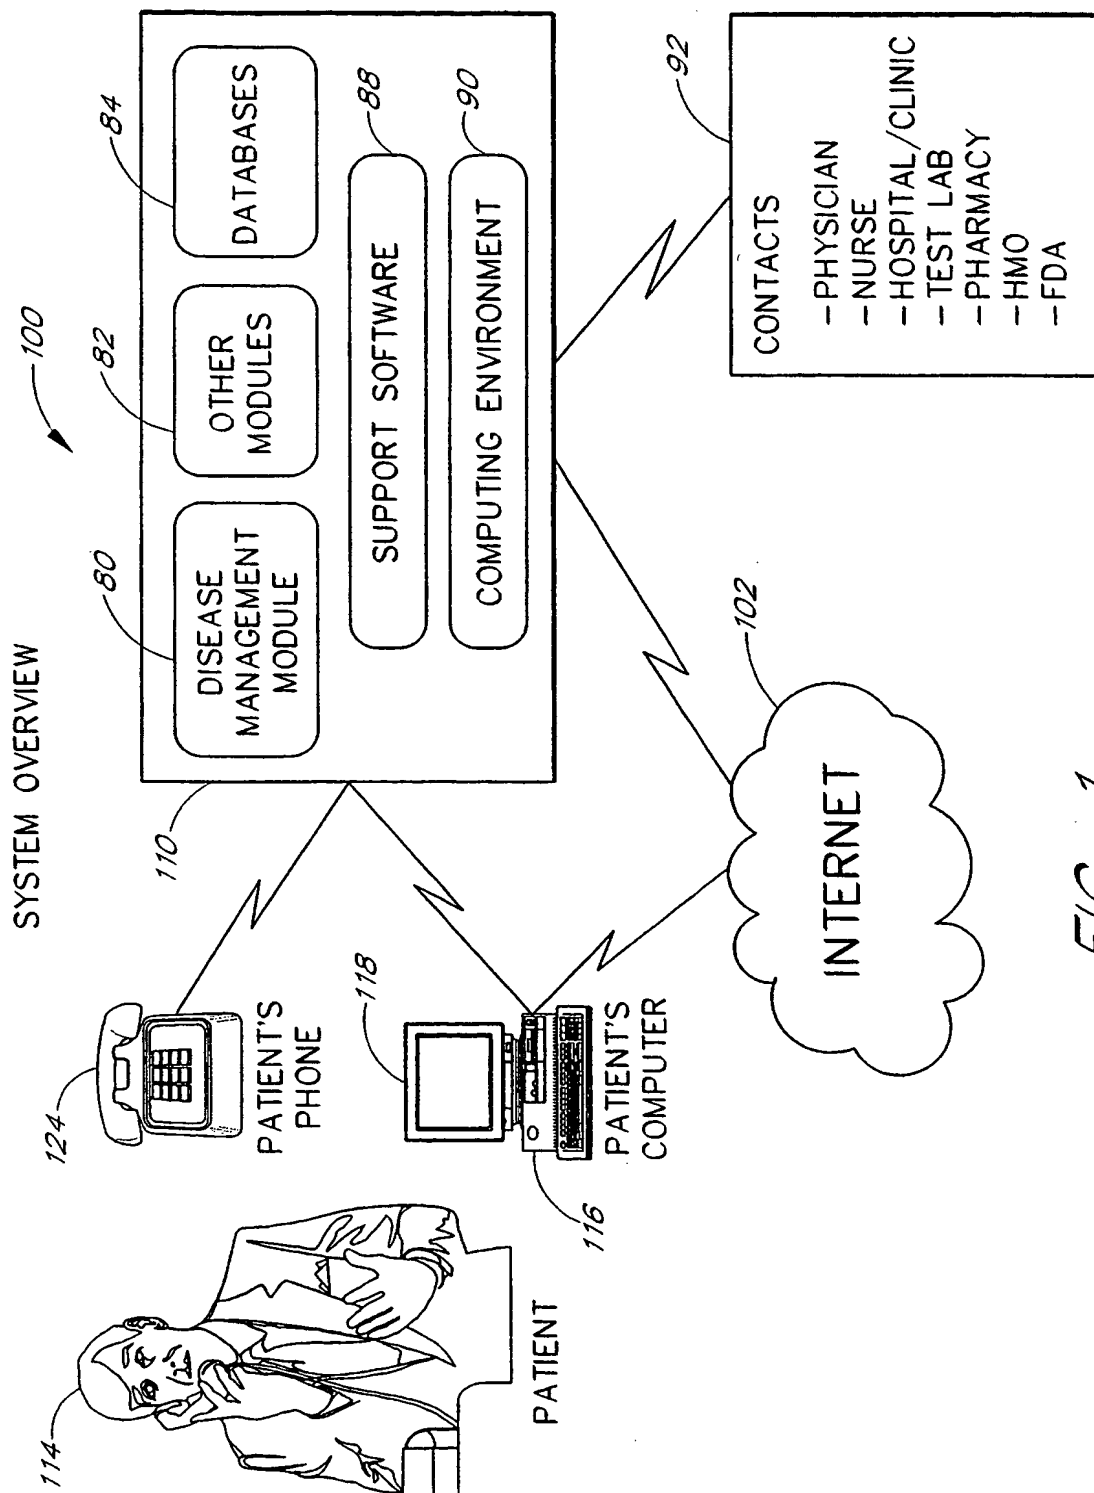 SYSTEM OVERVIEW
100
114
PATIENT
124
PATIENT'S
PHONE
118
116
PATIENT'S
COMPUTER
110
80
DISEASE
MANAGEMENT
MODULE
82
OTHER
MODULES
84
DATABASES
88
SUPPORT SOFTWARE
90
COMPUTING ENVIRONMENT
102
INTERNET
92
CONTACTS
-PHYSICIAN
-NURSE
-HOSPITAL/CLINIC
-TEST LAB
-PHARMACY
-HMO
-FDA
FIG. 1